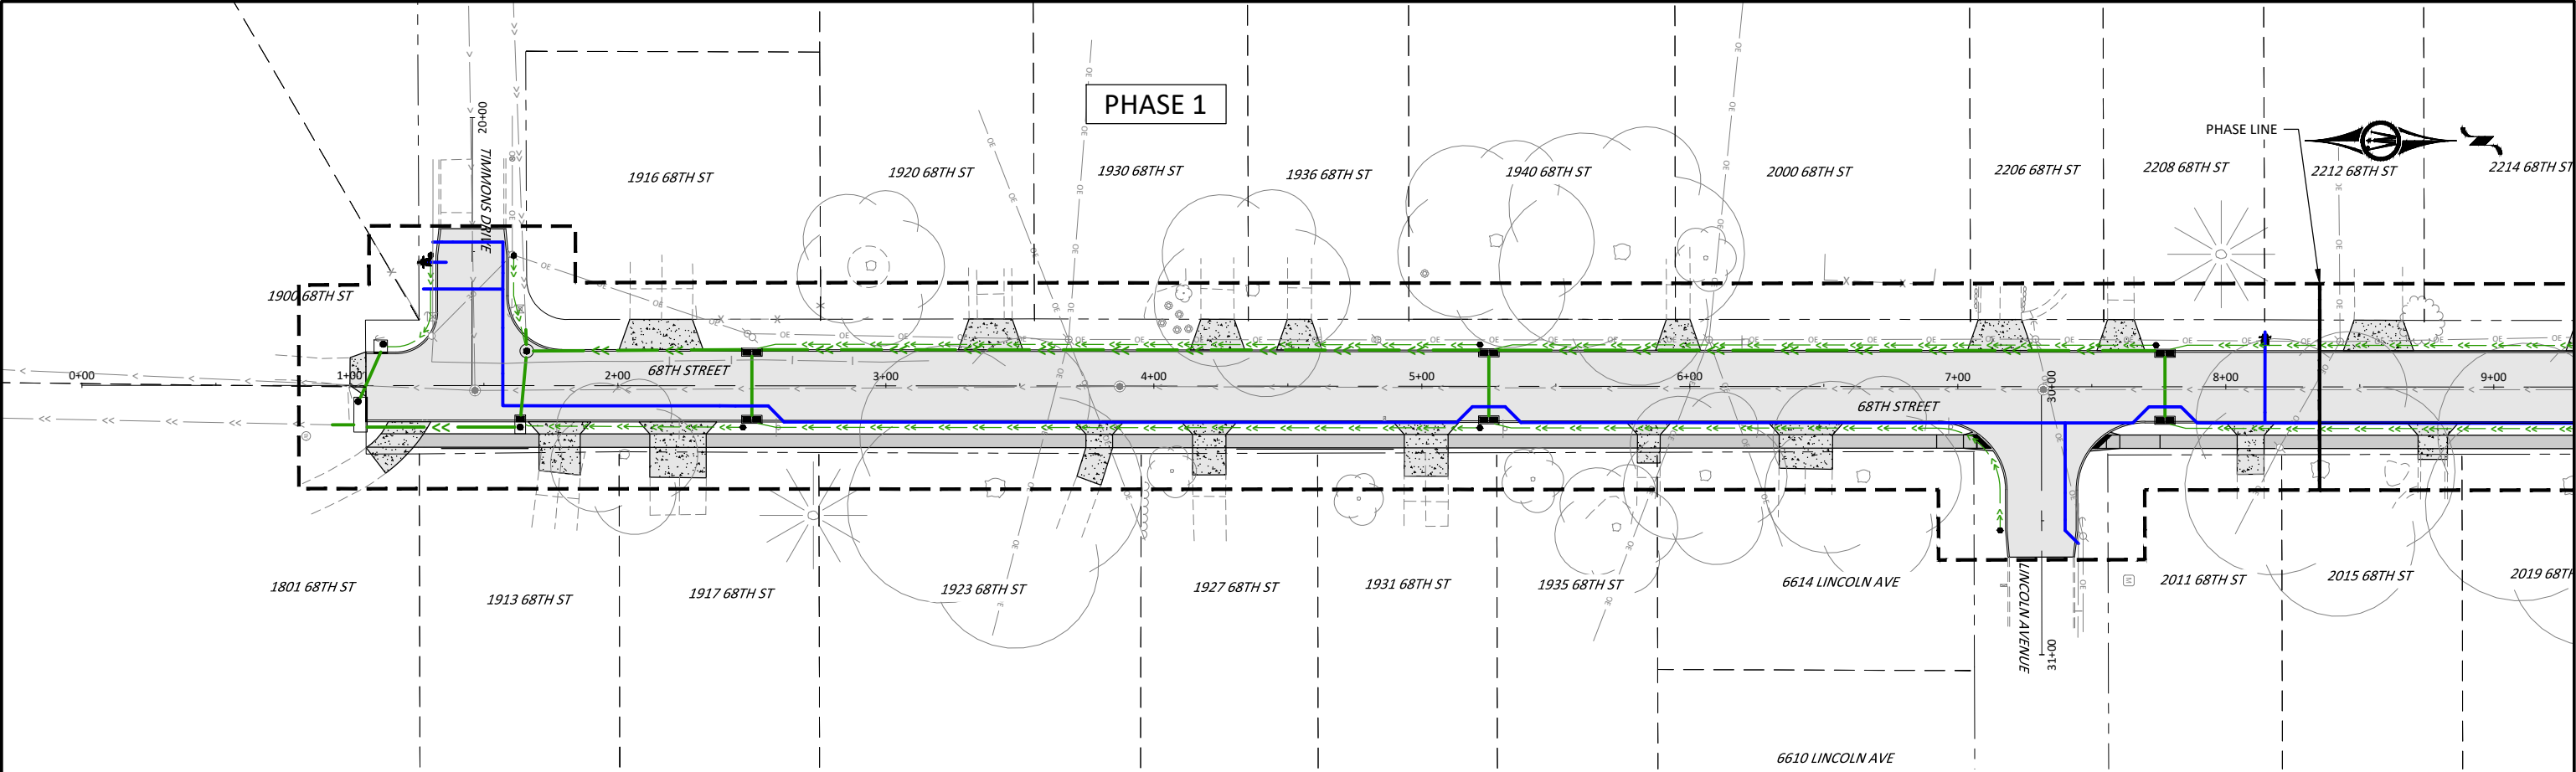 PHASE 1
20+00
TIMMONS DRIVE
PHASE LINE
1916 68TH ST
1920 68TH ST
1930 68TH ST
1936 68TH ST
1940 68TH ST
2000 68TH ST
2206 68TH ST
2208 68TH ST
2212 68TH ST
2214 68TH ST
1900 68TH ST
68TH STREET
0+00
1+00
2+00
3+00
4+00
5+00
6+00
7+00
8+00
9+00
30+00
68TH STREET
1801 68TH ST
1913 68TH ST
1917 68TH ST
1923 68TH ST
1927 68TH ST
1931 68TH ST
1935 68TH ST
6614 LINCOLN AVE
LINCOLN AVENUE
31+00
2011 68TH ST
2015 68TH ST
2019 68TH
6610 LINCOLN AVE